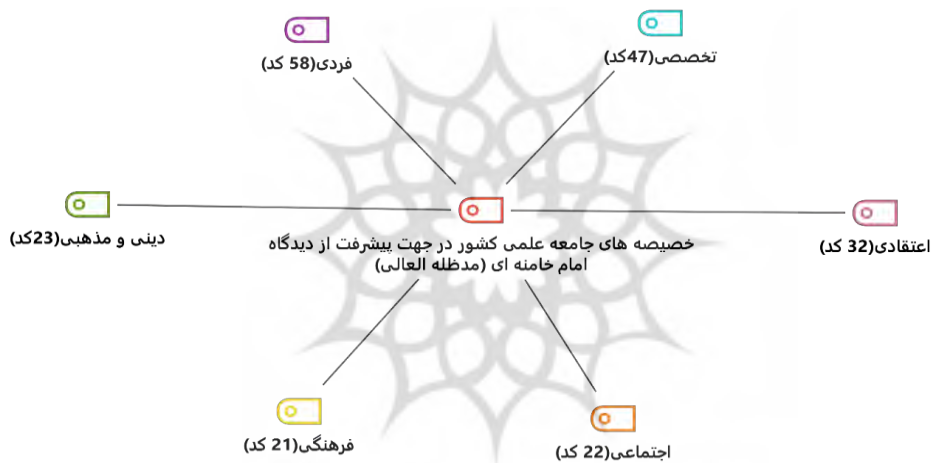 تخصصی(47کد)
فردی(58 کد)
اعتقادی(32 کد)
دینی و مذهبی(23کد)
خصیصه های جامعه علمی کشور در جهت پیشرفت از دیدگاه
امام خامنه ای (مدظله العالی)
اجتماعی(22 کد)
فرهنگی(21 کد)